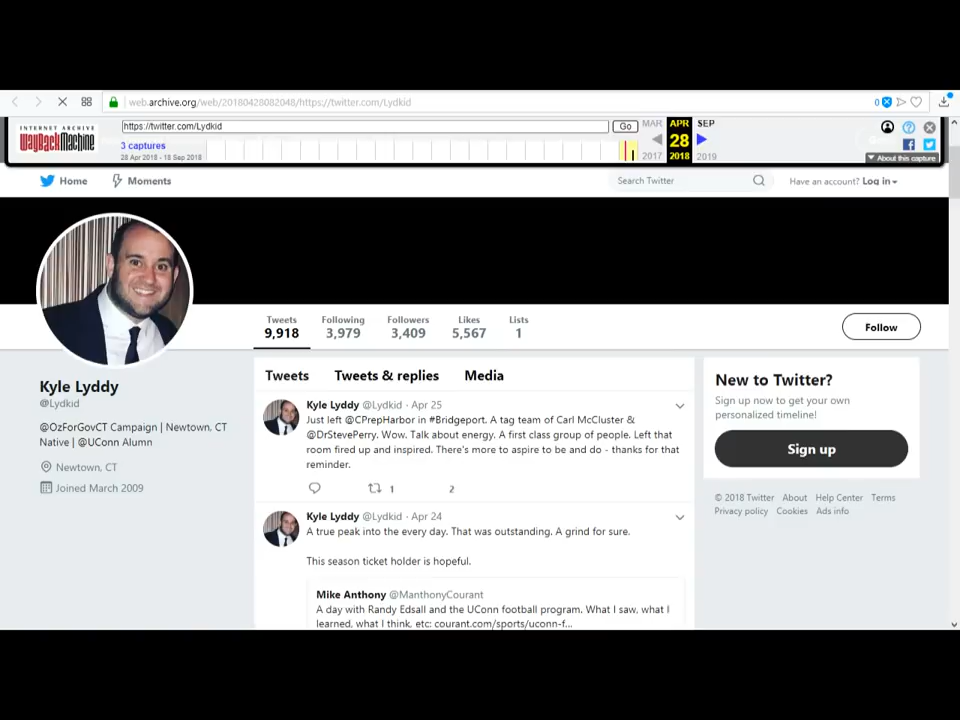 web.archive.org/web/20180428082048/https://twitter.com/Lydkid
0
INTERNET ARCHIVE
WayBackMachine
https://twitter.com/Lydkid
Go
MAR
APR
SEP
3 captures
28
28 Apr 2018 - 18 Sep 2018
2017
2018
2019
About this capture
Home
Moments
Search Twitter
Have an account? Log in
Tweets
Following
Followers
Likes
Lists
9,918
3,979
3,409
5,567
1
Follow
Kyle Lyddy
@Lydkid
@OzForGovCT Campaign | Newtown, CT
Native | @UConn Alumn
Newtown, CT
Joined March 2009
Tweets
Tweets & replies
Media
Kyle Lyddy @Lydkid · Apr 25
Just left @CPrepHarbor in #Bridgeport. A tag team of Carl McCluster &
@DrStevePerry. Wow. Talk about energy. A first class group of people. Left that
room fired up and inspired. There's more to aspire to be and do - thanks for that
reminder.
1
2
Kyle Lyddy @Lydkid · Apr 24
A true peak into the every day. That was outstanding. A grind for sure.
This season ticket holder is hopeful.
Mike Anthony @ManthonyCourant
A day with Randy Edsall and the UConn football program. What I saw, what I
learned, what I think, etc: courant.com/sports/uconn-f...
New to Twitter?
Sign up now to get your own
personalized timeline!
Sign up
© 2018 Twitter About Help Center Terms
Privacy policy Cookies Ads info